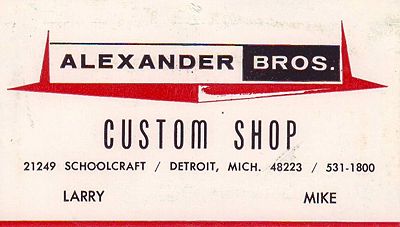 ALEXANDER BROS.
CUSTOM SHOP
21249 SCHOOLCRAFT / DETROIT, MICH. 48223 / 531-1800
LARRY MIKE